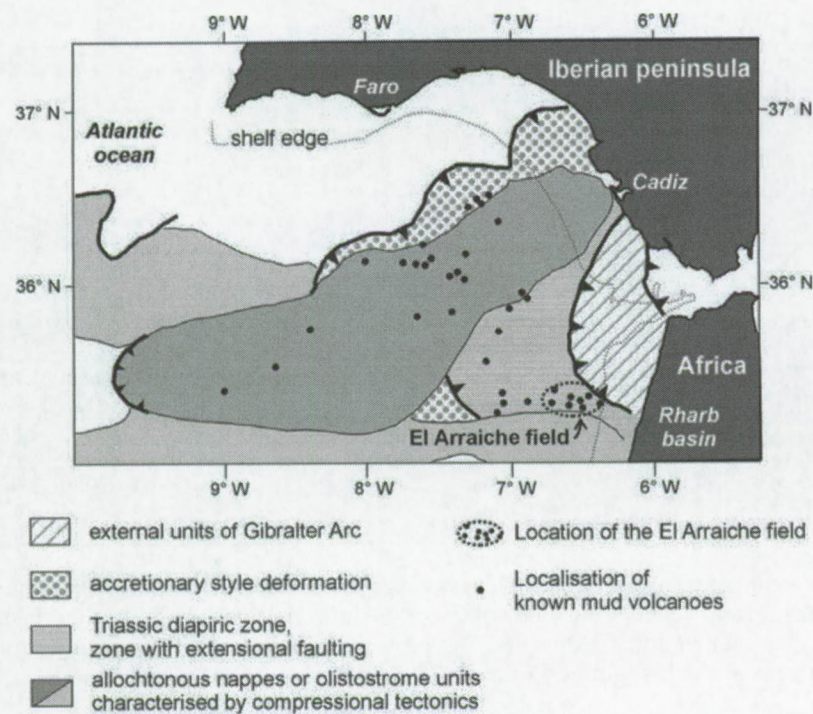 9° W 8° W 7° W 6° W
Iberian peninsula
Faro
37° N 37° N
Atlantic
ocean
shelf edge
Cadiz
36° N 36° N
Africa
Rharb
basin
El Arraiche field
9° W 8° W 7° W 6° W
external units of Gibralter Arc
Location of the El Arraiche field
accretionary style deformation
Localisation of
known mud volcanoes
Triassic diapiric zone,
zone with extensional faulting
allochtonous nappes or olistostrome units
characterised by compressional tectonics